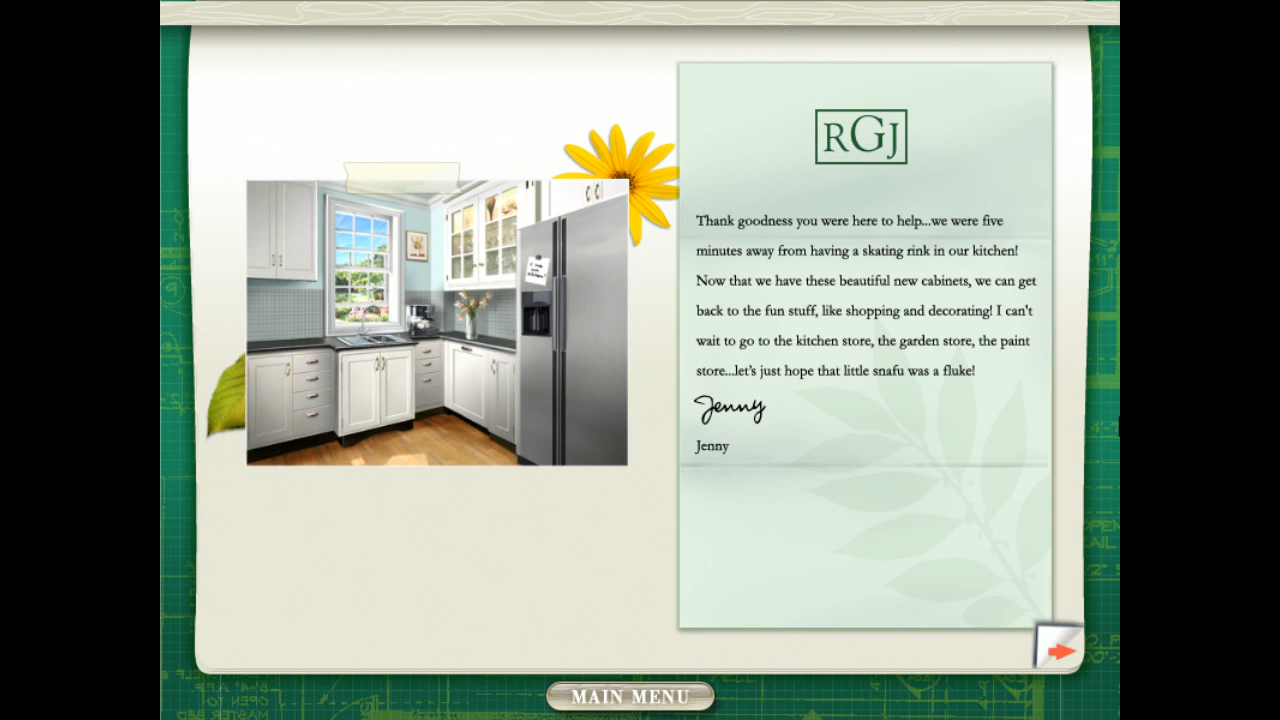 RGJ
Thank goodness you were here to help...we were five
minutes away from having a skating rink in our kitchen!
Now that we have these beautiful new cabinets, we can get
back to the fun stuff, like shopping and decorating! I can't
wait to go to the kitchen store, the garden store, the paint
store...let's just hope that little snafu was a fluke!
Jenny
Jenny
MAIN MENU